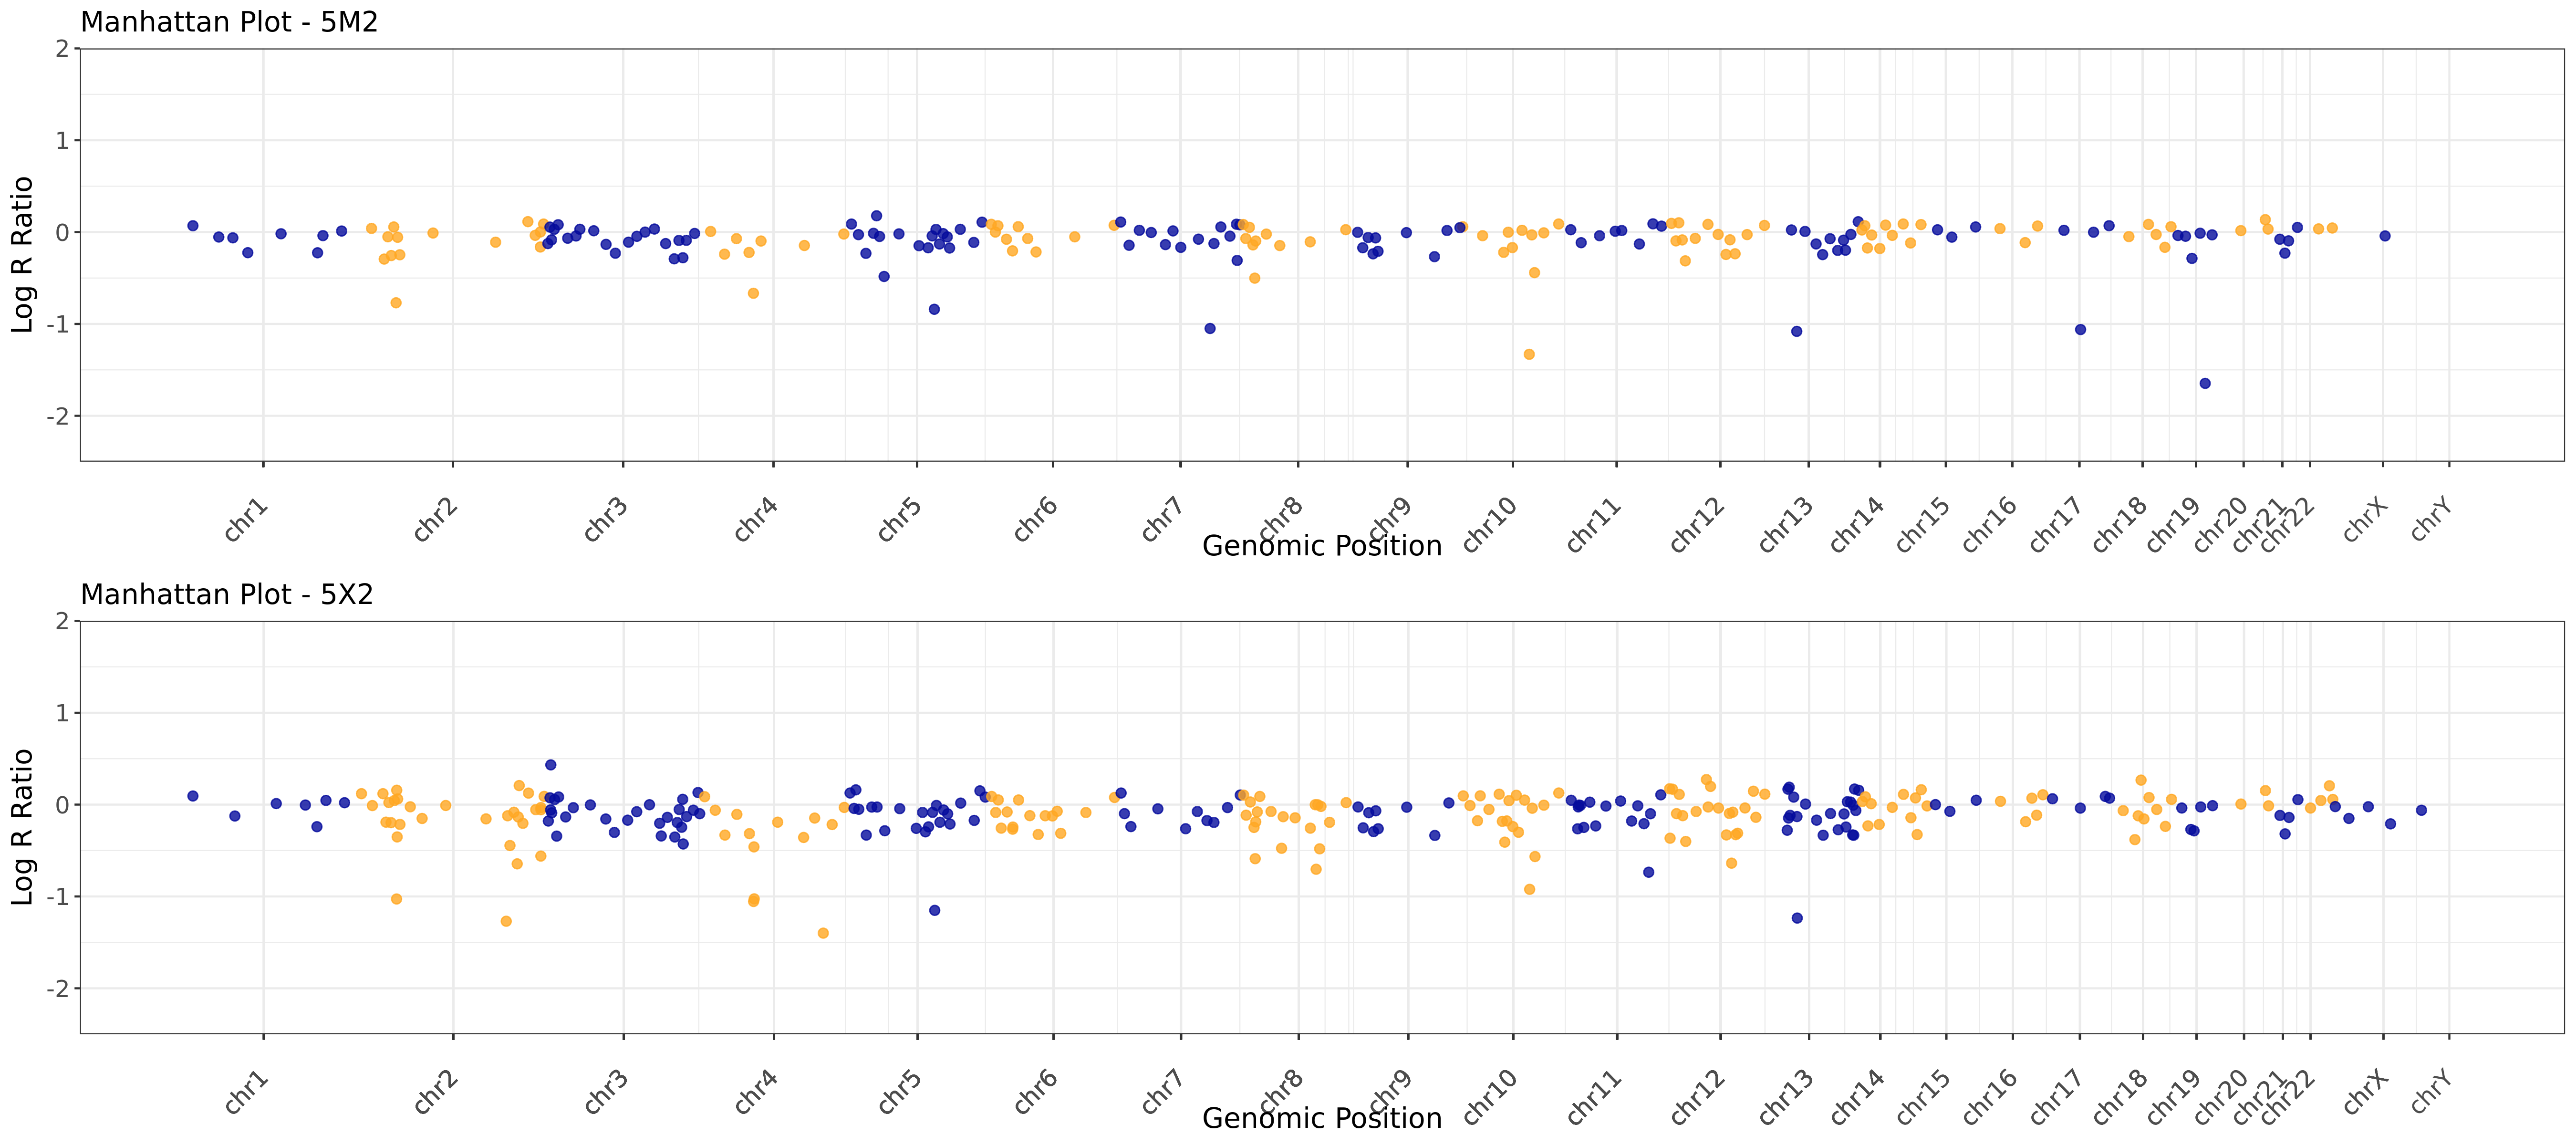 Manhattan Plot - 5M2
2
1
0
-1
-2
Log R Ratio
chr1 chr2 chr3 chr4 chr5 chr6 chr7 chr8 chr9 chr10 chr11 chr12 chr13 chr14 chr15 chr16 chr17 chr18 chr19 chr20 chr21 chr22 chrX chrY
Genomic Position
Manhattan Plot - 5X2
2
1
0
-1
-2
Log R Ratio
chr1 chr2 chr3 chr4 chr5 chr6 chr7 chr8 chr9 chr10 chr11 chr12 chr13 chr14 chr15 chr16 chr17 chr18 chr19 chr20 chr21 chr22 chrX chrY
Genomic Position